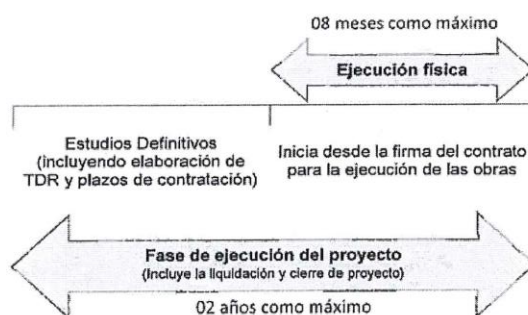 08 meses como máximo
Ejecución física
Estudios Definitivos
(incluyendo elaboración de
TDR y plazos de contratación)
Inicia desde la firma del contrato
para la ejecución de las obras
Fase de ejecución del proyecto
(Incluye la liquidación y cierre de proyecto)
02 años como máximo